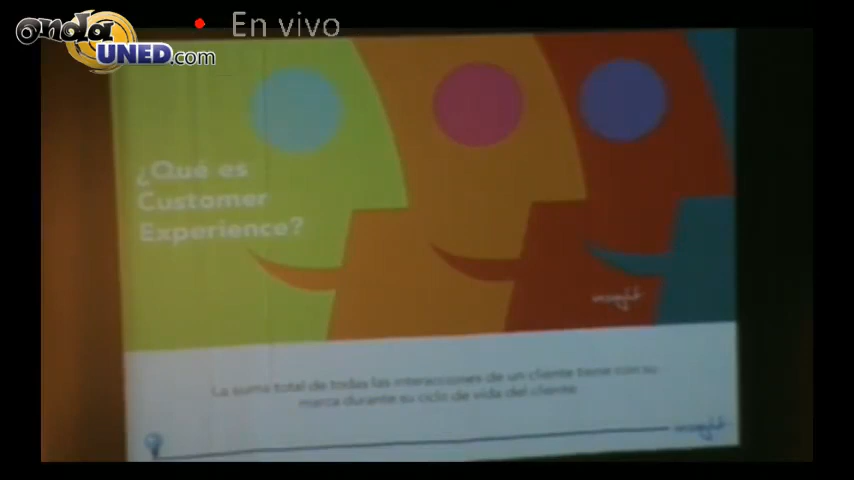 onda
UNED.com
En vivo
¿Qué es
Customer
Experience?
La suma total de todas las interacciones de un cliente tiene con su
marca durante su ciclo de vida del cliente